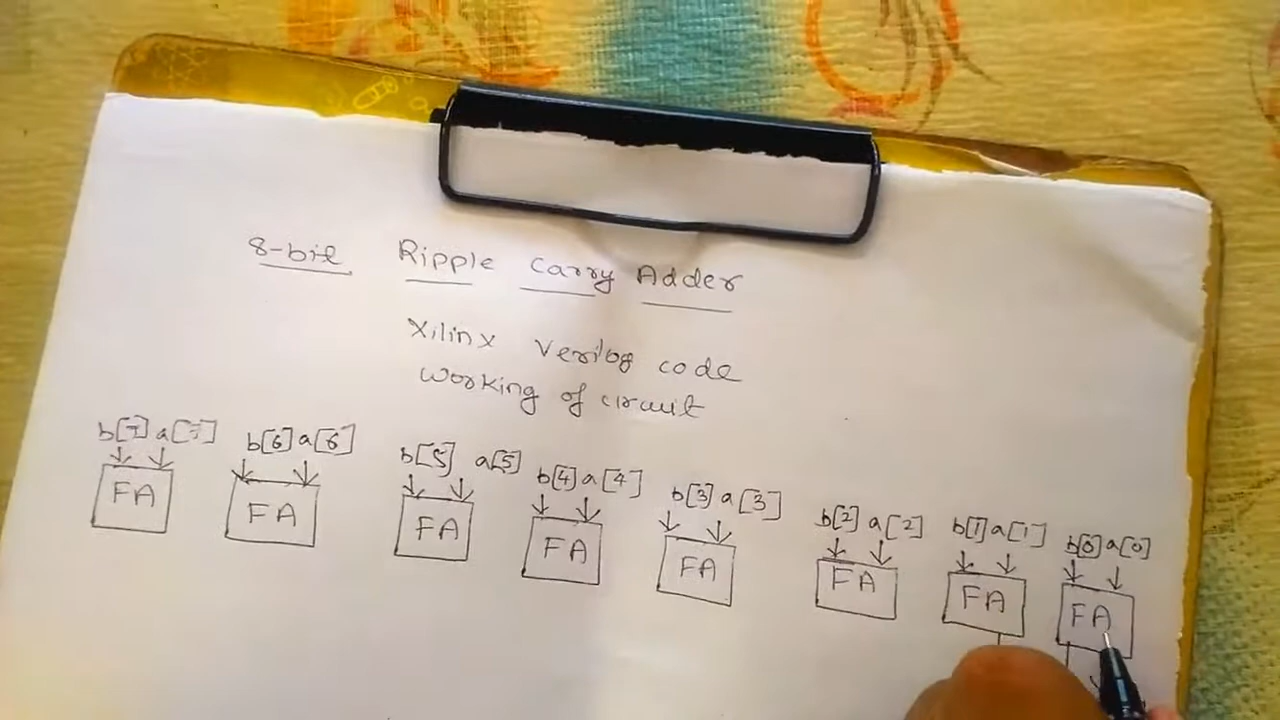 8-bit Ripple Carry Adder
Xilinx Verilog code
Working of circuit
b[7] a[7] b[6] a[6] b[5] a[5] b[4] a[4] b[3] a[3] b[2] a[2] b[1] a[1] b[0] a[0]
FA FA FA FA FA FA FA FA